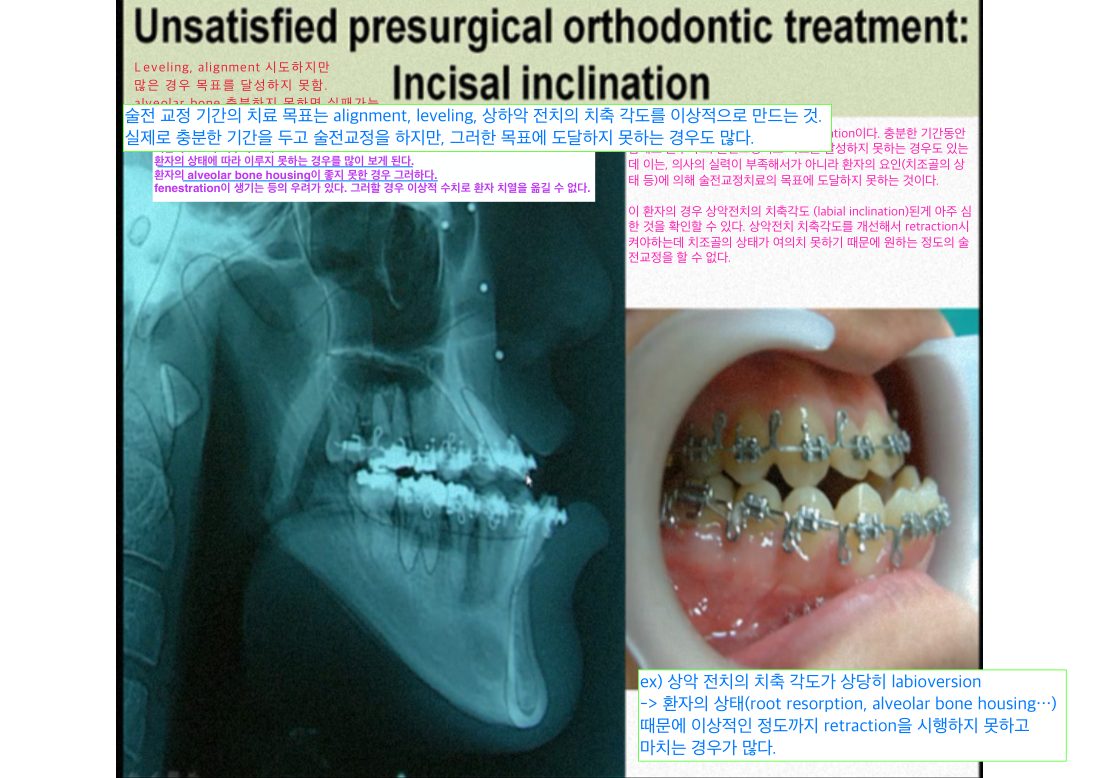 Unsatisfied presurgical orthodontic treatment:
Incisal inclination
Leveling, alignment 시도하지만
많은 경우 목표를 달성하지 못함.
alveolar bone 충분하지 못하면 실패가능
술전 교정 기간의 치료 목표는 alignment, leveling, 상하악 전치의 치축 각도를 이상적으로 만드는 것.
실제로 충분한 기간을 두고 술전교정을 하지만, 그러한 목표에 도달하지 못하는 경우도 많다.
환자의 상태에 따라 이루지 못하는 경우를 많이 보게 된다.
환자의 alveolar bone housing이 좋지 못한 경우 그러하다.
fenestration이 생기는 등의 우려가 있다. 그러할 경우 이상적 수치로 환자 치열을 옮길 수 없다.
tion이다. 충분한 기간동안
달성하지 못하는 경우도 있는
데 이는, 의사의 실력이 부족해서가 아니라 환자의 요인(치조골의 상
태 등)에 의해 술전교정치료의 목표에 도달하지 못하는 것이다.
이 환자의 경우 상악전치의 치축각도 (labial inclination)된게 아주 심
한 것을 확인할 수 있다. 상악전치 치축각도를 개선해서 retraction시
켜야하는데 치조골의 상태가 여의치 못하기 때문에 원하는 정도의 술
전교정을 할 수 없다.
ex) 상악 전치의 치축 각도가 상당히 labioversion
-> 환자의 상태(root resorption, alveolar bone housing…)
때문에 이상적인 정도까지 retraction을 시행하지 못하고
마치는 경우가 많다.